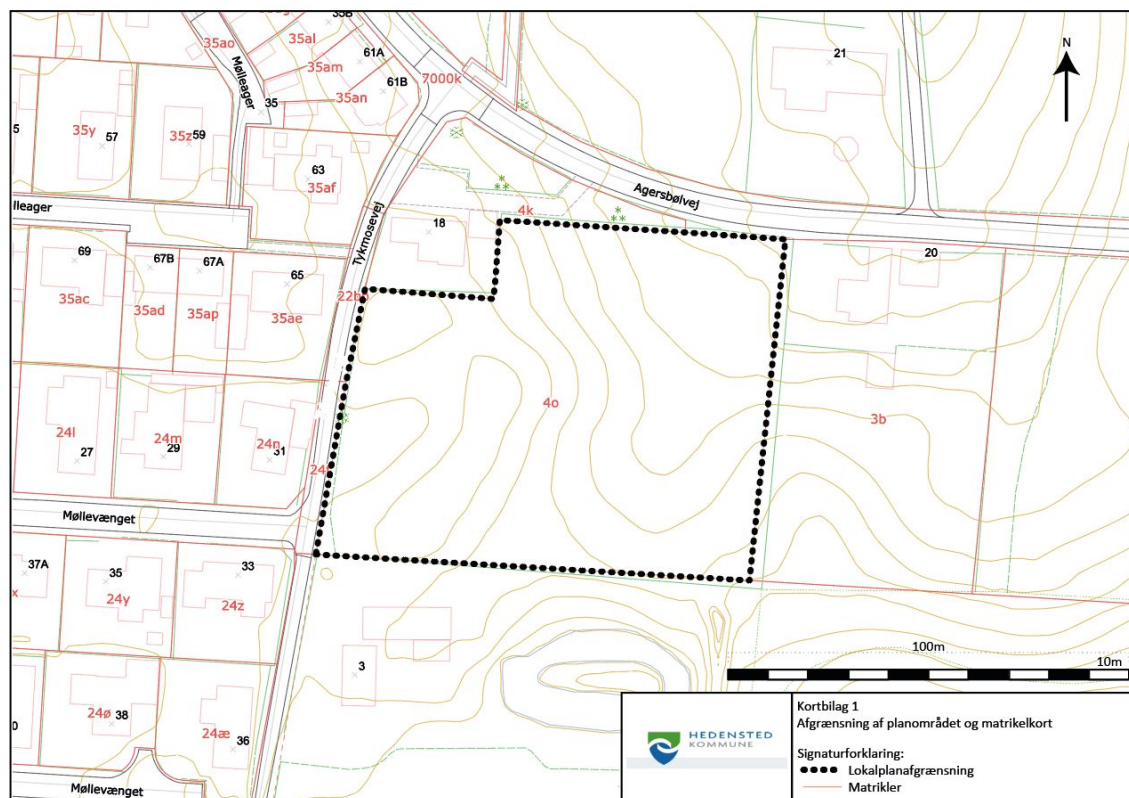 35B
35ao
35al
61A
35am
61B
35an
7000k
21
N
Mølleager
35
35y
57
35z
59
63
35af
Agersbølvej
4k
Tykmosevej
18
lleager
20
69
35ac
67B
35ad
67A
35ap
65
35ae
22b
4o
3b
24l
27
24m
29
24n
31
24
Møllevænget
37A
x
35
24y
33
24z
3
100m
10m
24ø
38
24æ
36
Møllevænget
HEDENSTED
KOMMUNE
Kortbilag 1
Afgrænsning af planområdet og matrikelkort
Signaturforklaring:
Lokalplanafgrænsning
Matrikler